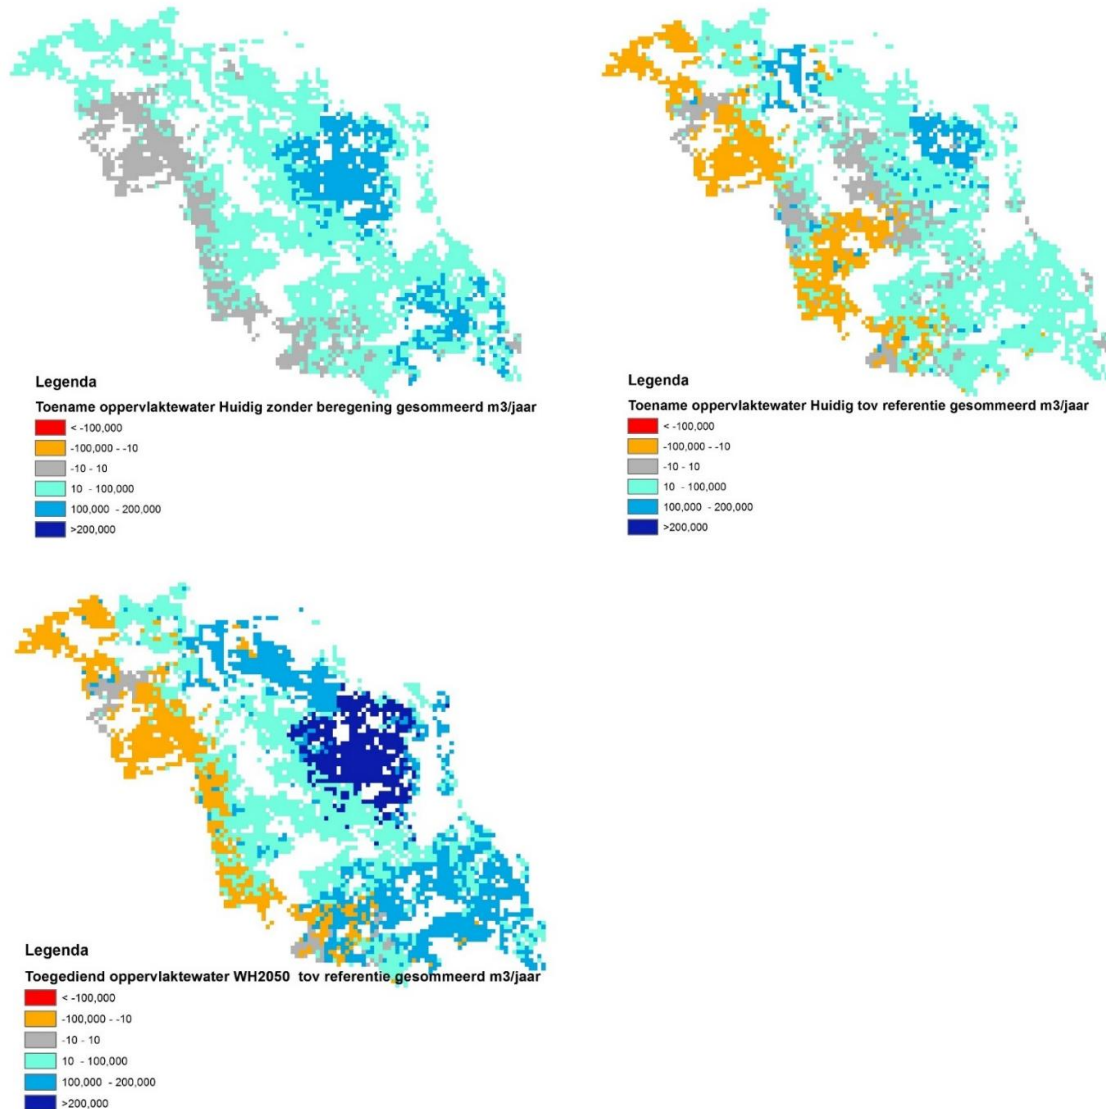 Legenda
Toename oppervlaktewater Huidig zonder beregening gesommeerd m3/jaar
< -100,000
-100,000 - -10
-10 - 10
10 - 100,000
100,000 - 200,000
>200,000
Legenda
Toename oppervlaktewater Huidig tov referentie gesommeerd m3/jaar
< -100,000
-100,000 - -10
-10 - 10
10 - 100,000
100,000 - 200,000
>200,000
Legenda
Toegediend oppervlaktewater WH2050 tov referentie gesommeerd m3/jaar
< -100,000
-100,000 - -10
-10 - 10
10 - 100,000
100,000 - 200,000
>200,000